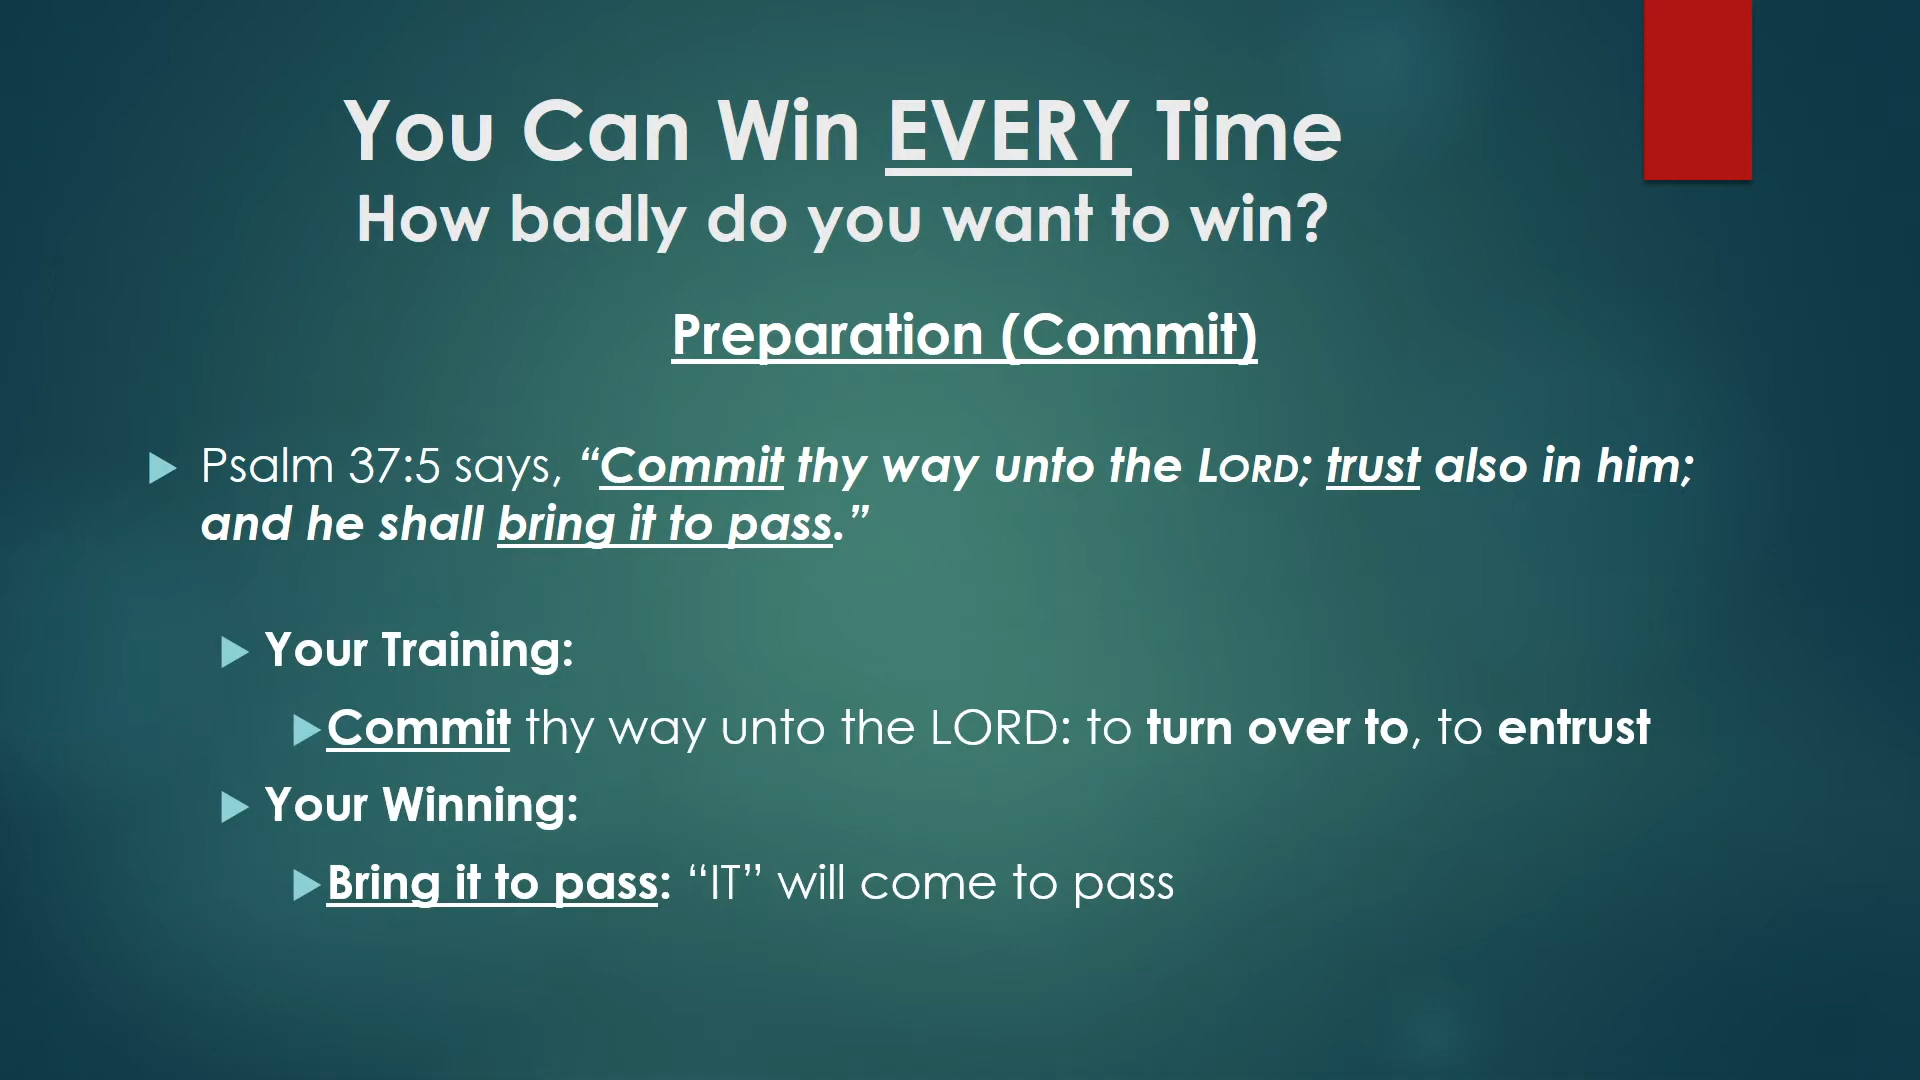 You Can Win EVERY Time
How badly do you want to win?
Preparation (Commit)
Psalm 37:5 says, “Commit thy way unto the LORD; trust also in him;
and he shall bring it to pass.”
Your Training:
Commit thy way unto the LORD: to turn over to, to entrust
Your Winning:
Bring it to pass: “IT” will come to pass